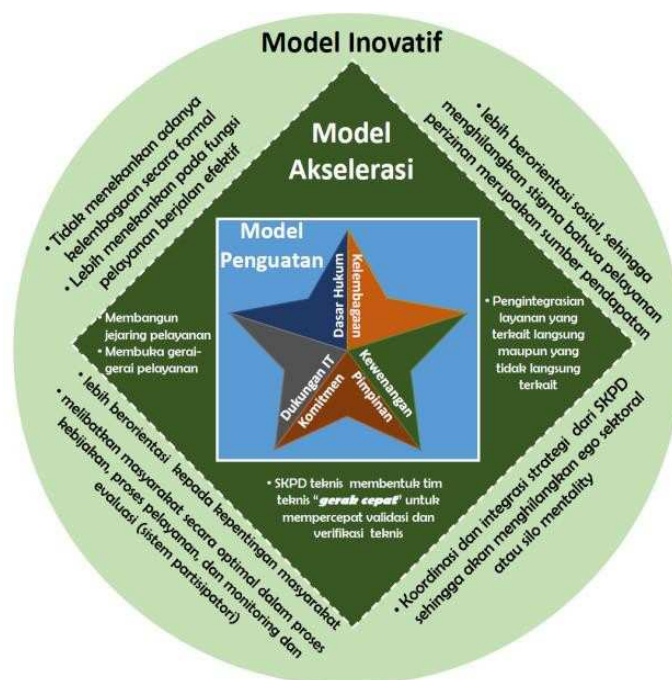 Model Inovatif
• Tidak menekankan adanya
kelembagaan secara formal
• Lebih menekankan pada fungsi
pelayanan berjalan efektif
• lebih berorientasi sosial, sehingga
menghilangkan stigma bahwa pelayanan
perizinan merupakan sumber pendapatan
Model
Akselerasi
Model
Penguatan
Dasar Hukum
Kelembagaan
Kewenangan
Komitmen
Pimpinan
Dukungan IT
• Membangun
jejaring pelayanan
• Membuka gerai-
gerai pelayanan
• Pengintegrasian
layanan yang
terkait langsung
maupun yang
tidak langsung
terkait
• SKPD teknis membentuk tim
teknis "gerak cepat" untuk
mempercepat validasi dan
verifikasi teknis
• lebih berorientasi kepada kepentingan masyarakat
• melibatkan masyarakat secara optimal dalam proses
kebijakan, proses pelayanan, dan monitoring dan
evaluasi (sistem partisipatori)
• Koordinasi dan integrasi strategi dari SKPD
sehingga akan menghilangkan ego sektoral
atau silo mentality